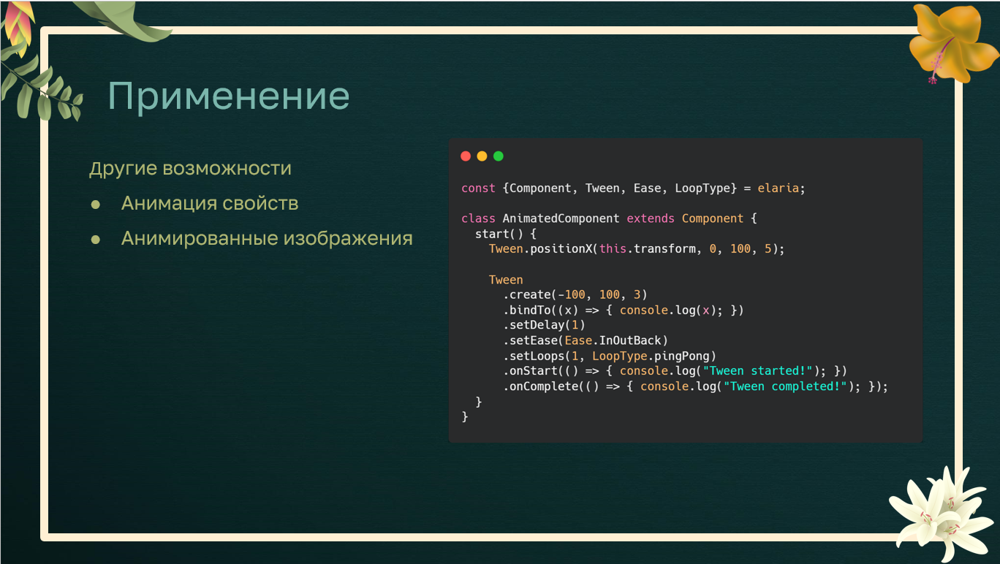 Применение
Другие возможности
● Анимация свойств
● Анимированные изображения
const {Component, Tween, Ease, LoopType} = elaria;
class AnimatedComponent extends Component {
  start() {
    Tween.positionX(this.transform, 0, 100, 5);
    Tween
      .create(-100, 100, 3)
      .bindTo((x) => { console.log(x); })
      .setDelay(1)
      .setEase(Ease.InOutBack)
      .setLoops(1, LoopType.pingPong)
      .onStart(() => { console.log("Tween started!"); })
      .onComplete(() => { console.log("Tween completed!"); });
  }
}